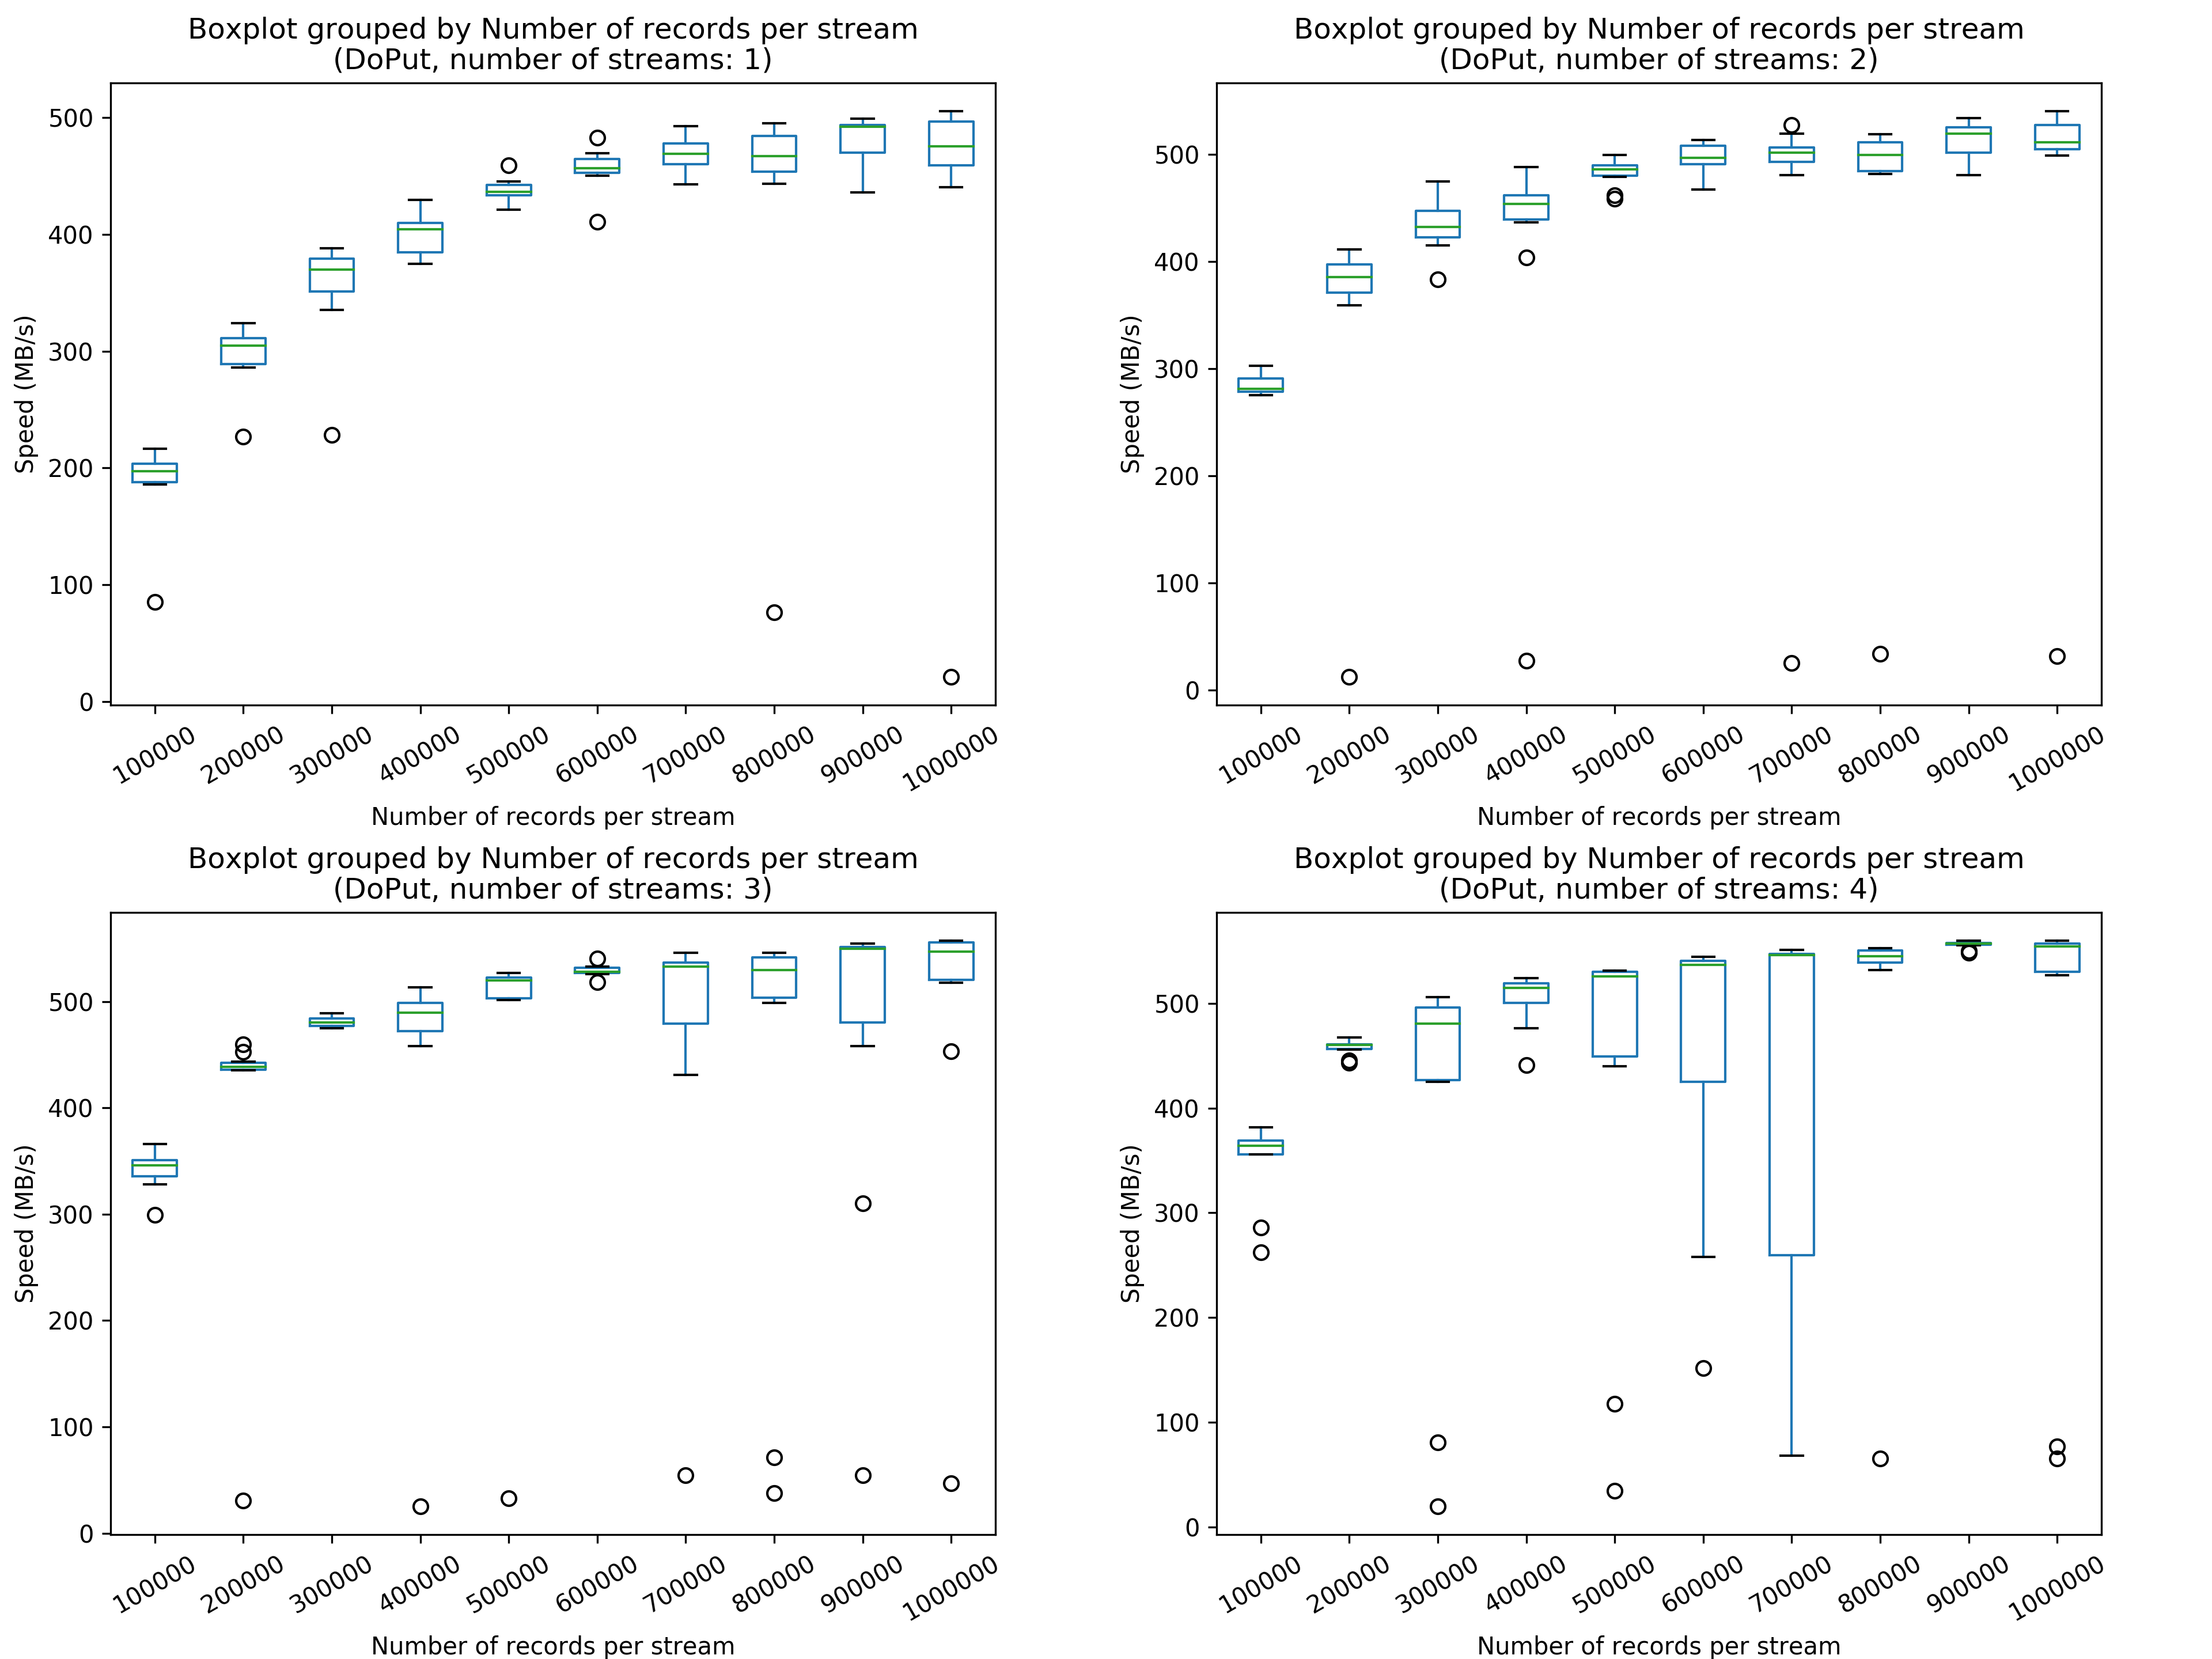 Boxplot grouped by Number of records per stream
(DoPut, number of streams: 1)
Speed (MB/s)
500
400
300
200
100
0
100000 200000 300000 400000 500000 600000 700000 800000 900000 1000000
Number of records per stream
Boxplot grouped by Number of records per stream
(DoPut, number of streams: 2)
Speed (MB/s)
500
400
300
200
100
0
100000 200000 300000 400000 500000 600000 700000 800000 900000 1000000
Number of records per stream
Boxplot grouped by Number of records per stream
(DoPut, number of streams: 3)
Speed (MB/s)
500
400
300
200
100
0
100000 200000 300000 400000 500000 600000 700000 800000 900000 1000000
Number of records per stream
Boxplot grouped by Number of records per stream
(DoPut, number of streams: 4)
Speed (MB/s)
500
400
300
200
100
0
100000 200000 300000 400000 500000 600000 700000 800000 900000 1000000
Number of records per stream